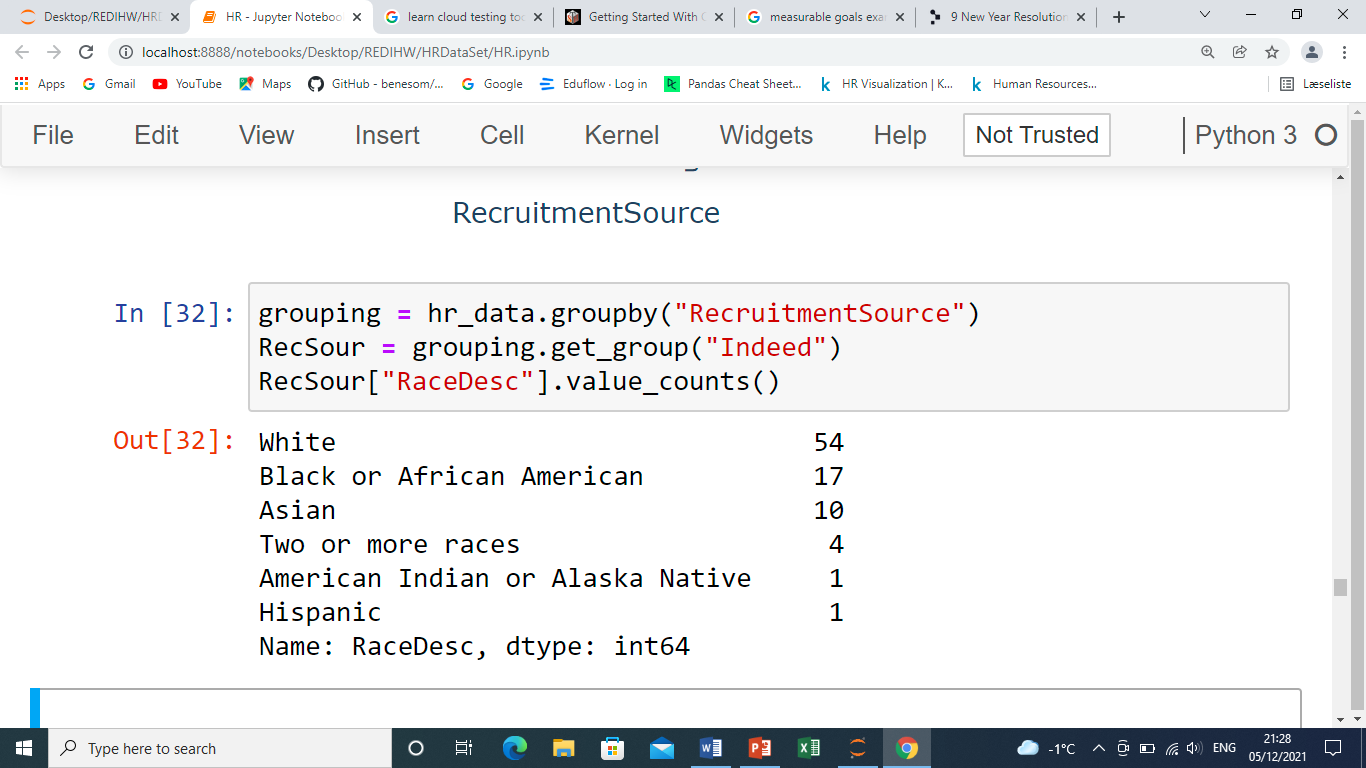 Desktop/REDIHW/HRI
HR - Jupyter Noteboo
learn cloud testing too
Getting Started With C
measurable goals exa
9 New Year Resolution
localhost:8888/notebooks/Desktop/REDIHW/HRDataSet/HR.ipynb
Apps
Gmail
YouTube
Maps
GitHub - benesom/...
Google
Eduflow · Log in
Pandas Cheat Sheet...
HR Visualization | K...
Human Resources...
Læseliste
File Edit View Insert Cell Kernel Widgets Help Not Trusted Python 3
RecruitmentSource
In [32]: grouping = hr_data.groupby("RecruitmentSource")
RecSour = grouping.get_group("Indeed")
RecSour["RaceDesc"].value_counts()
Out[32]: White 54
Black or African American 17
Asian 10
Two or more races 4
American Indian or Alaska Native 1
Hispanic 1
Name: RaceDesc, dtype: int64
Type here to search
-1°C
ENG
21:28
05/12/2021